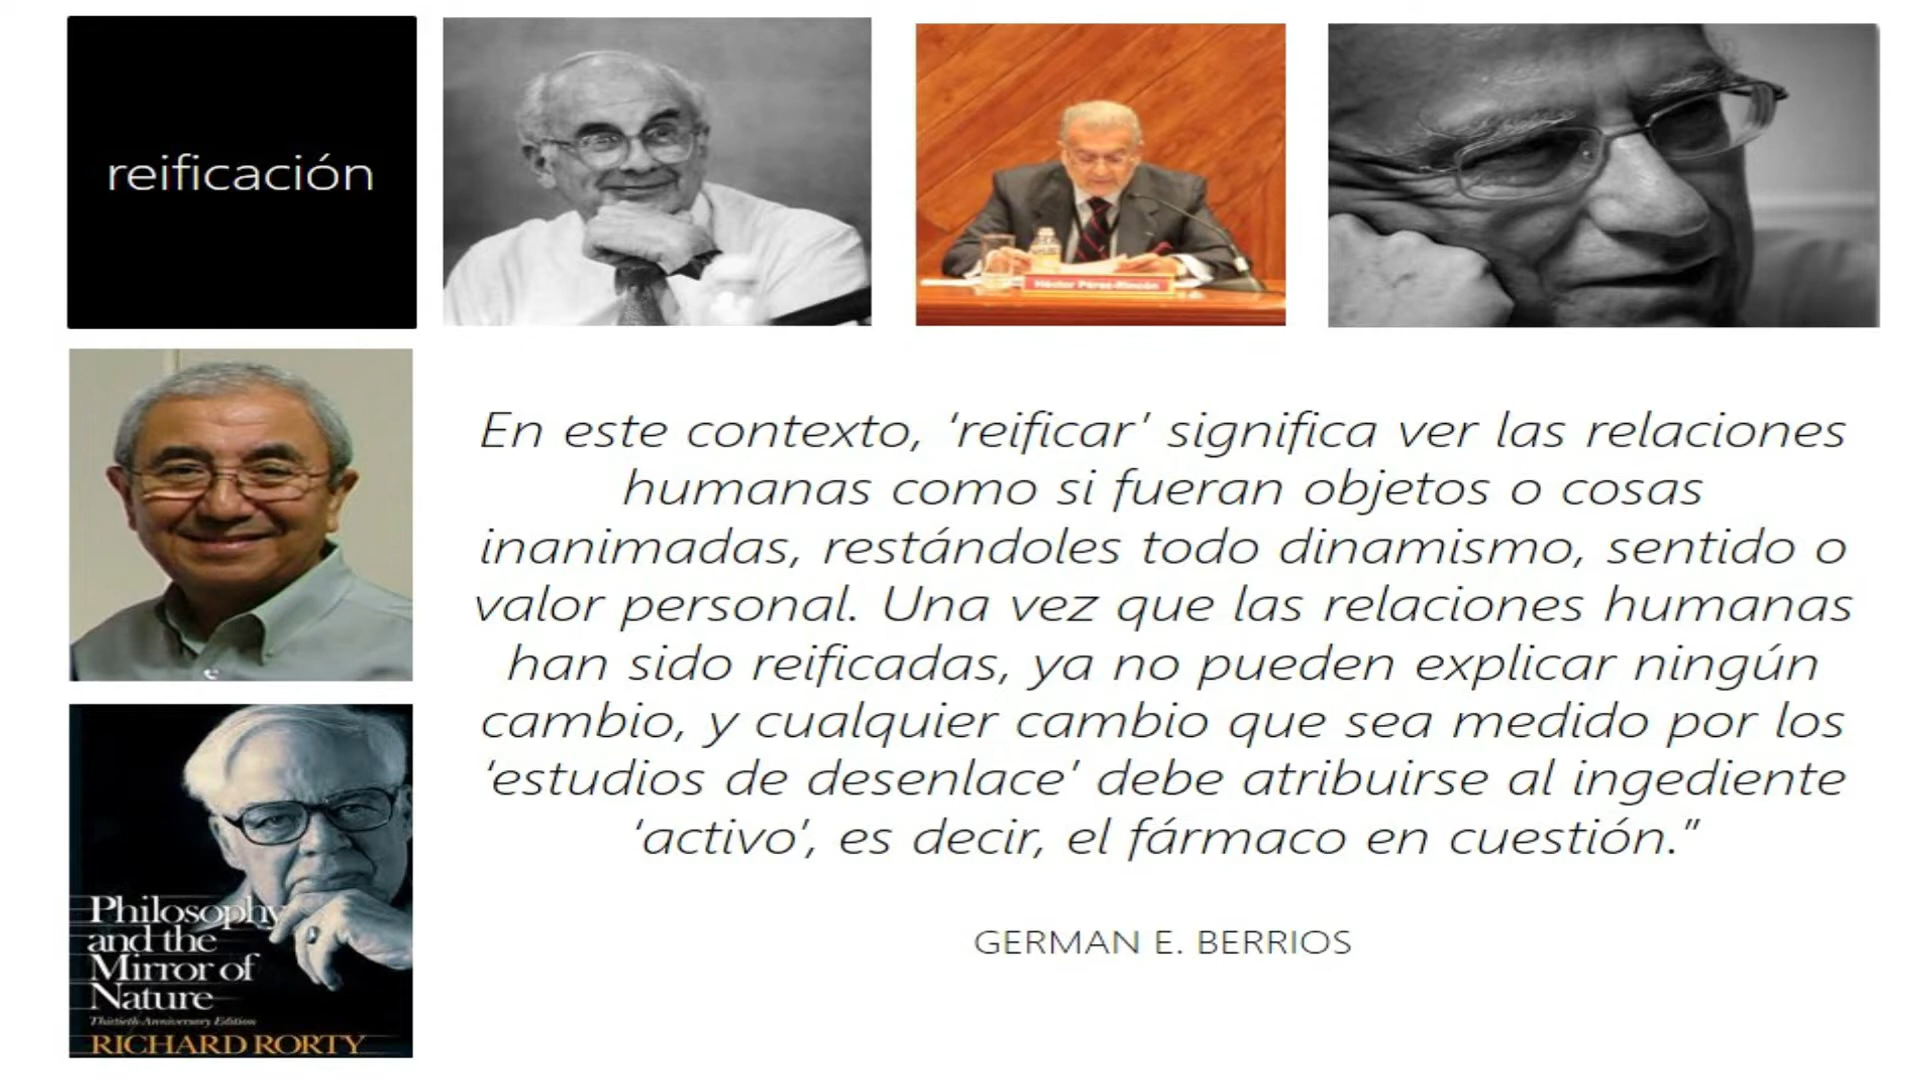 reificación
Héctor Pérez-Rincón
En este contexto, ‘reificar’ significa ver las relaciones
humanas como si fueran objetos o cosas
inanimadas, restándoles todo dinamismo, sentido o
valor personal. Una vez que las relaciones humanas
han sido reificadas, ya no pueden explicar ningún
cambio, y cualquier cambio que sea medido por los
‘estudios de desenlace’ debe atribuirse al ingediente
‘activo’, es decir, el fármaco en cuestión.”
GERMAN E. BERRIOS
Philosophy
and the
Mirror of
Nature
Thirtieth-Anniversary Edition
RICHARD RORTY